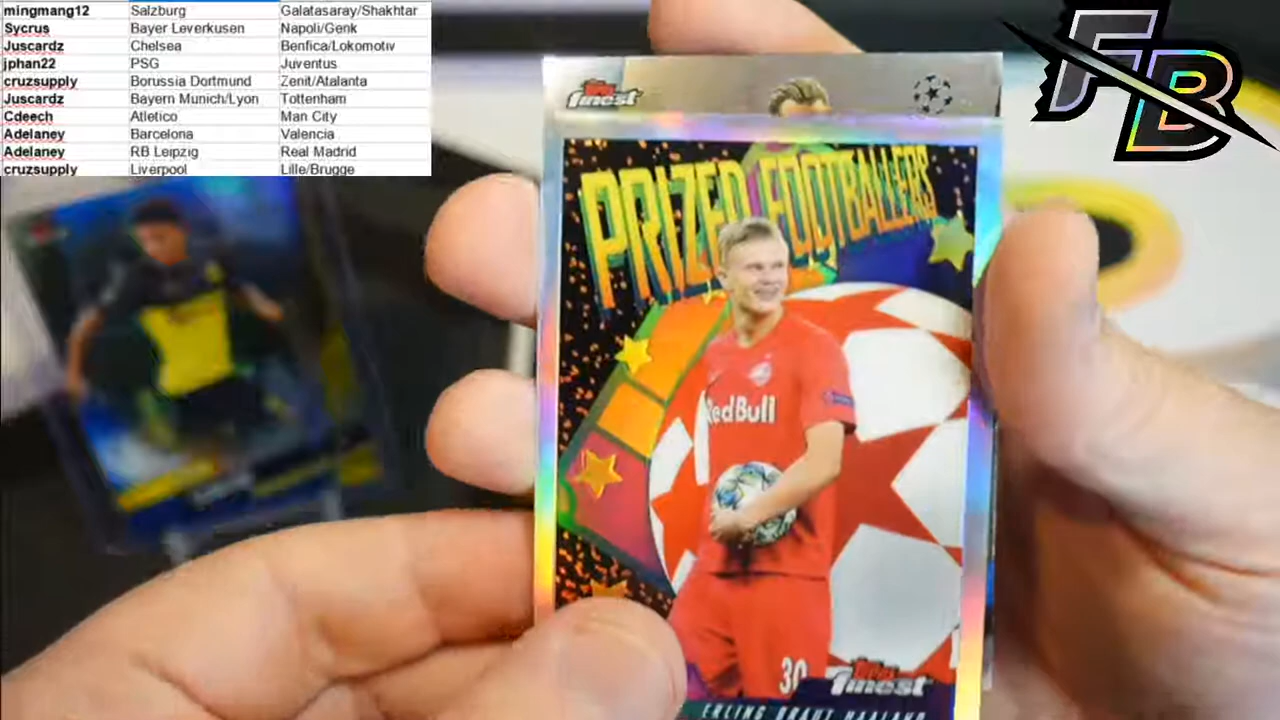 mingmang12 Salzburg Galatasaray/Shakhtar
Sycrus Bayer Leverkusen Napoli/Genk
Juscardz Chelsea Benfica/Lokomotiv
jphan22 PSG Juventus
cruzsupply Borussia Dortmund Zenit/Atalanta
Juscardz Bayern Munich/Lyon Tottenham
Cdeech Atletico Man City
Adelaney Barcelona Valencia
Adelaney RB Leipzig Real Madrid
cruzsupply Liverpool Lille/Brugge
FB
Topps
finest
PRIZED FOOTBALLERS
RedBull
30
Topps
finest
ERLING BRAUT HAALAND